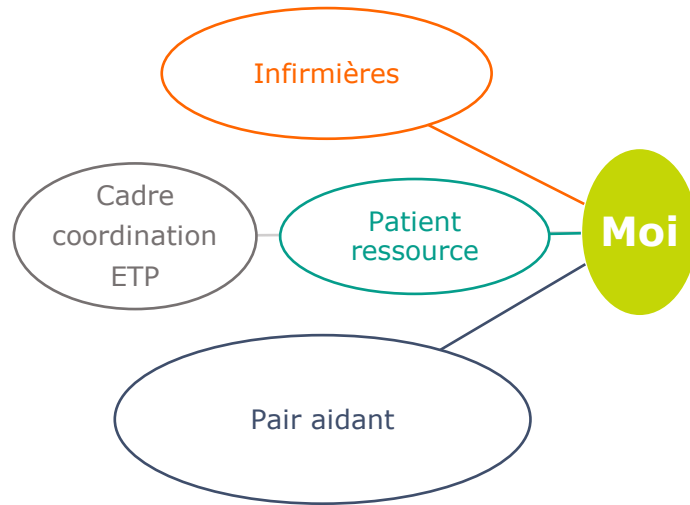 Infirmières
Cadre
coordination
ETP
Patient
ressource
Moi
Pair aidant